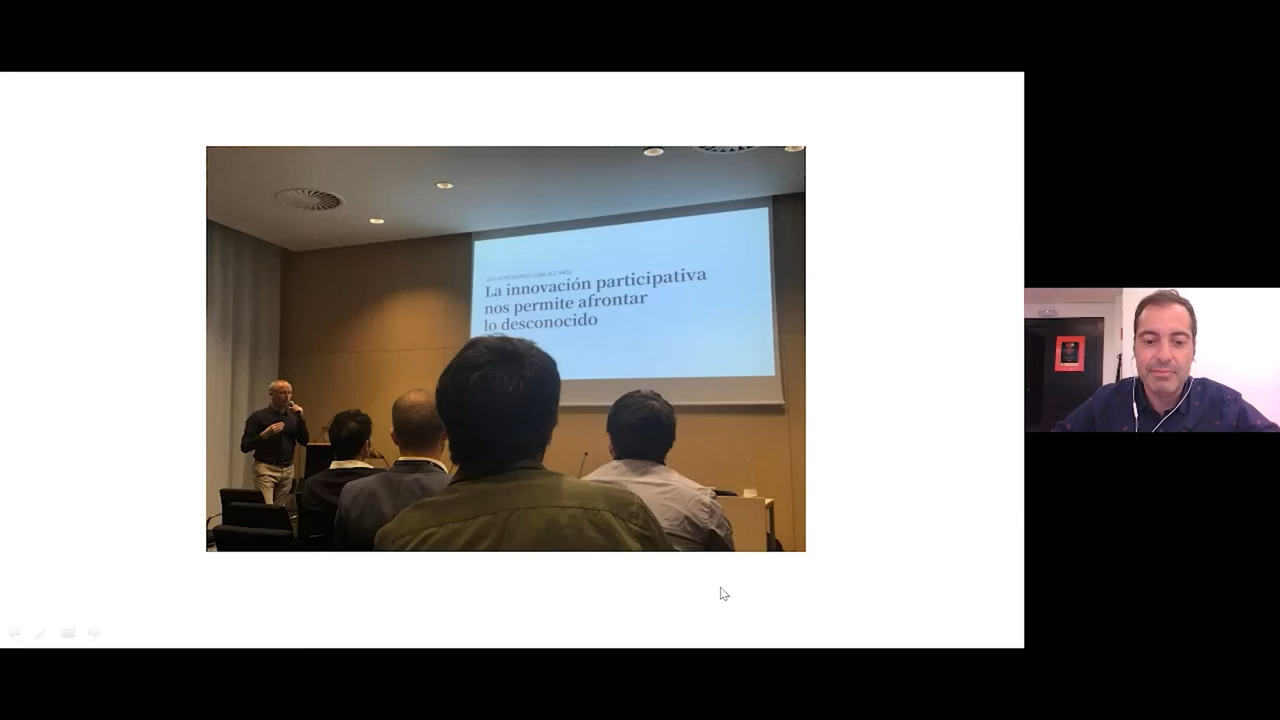 La innovación participativa
nos permite afrontar
lo desconocido